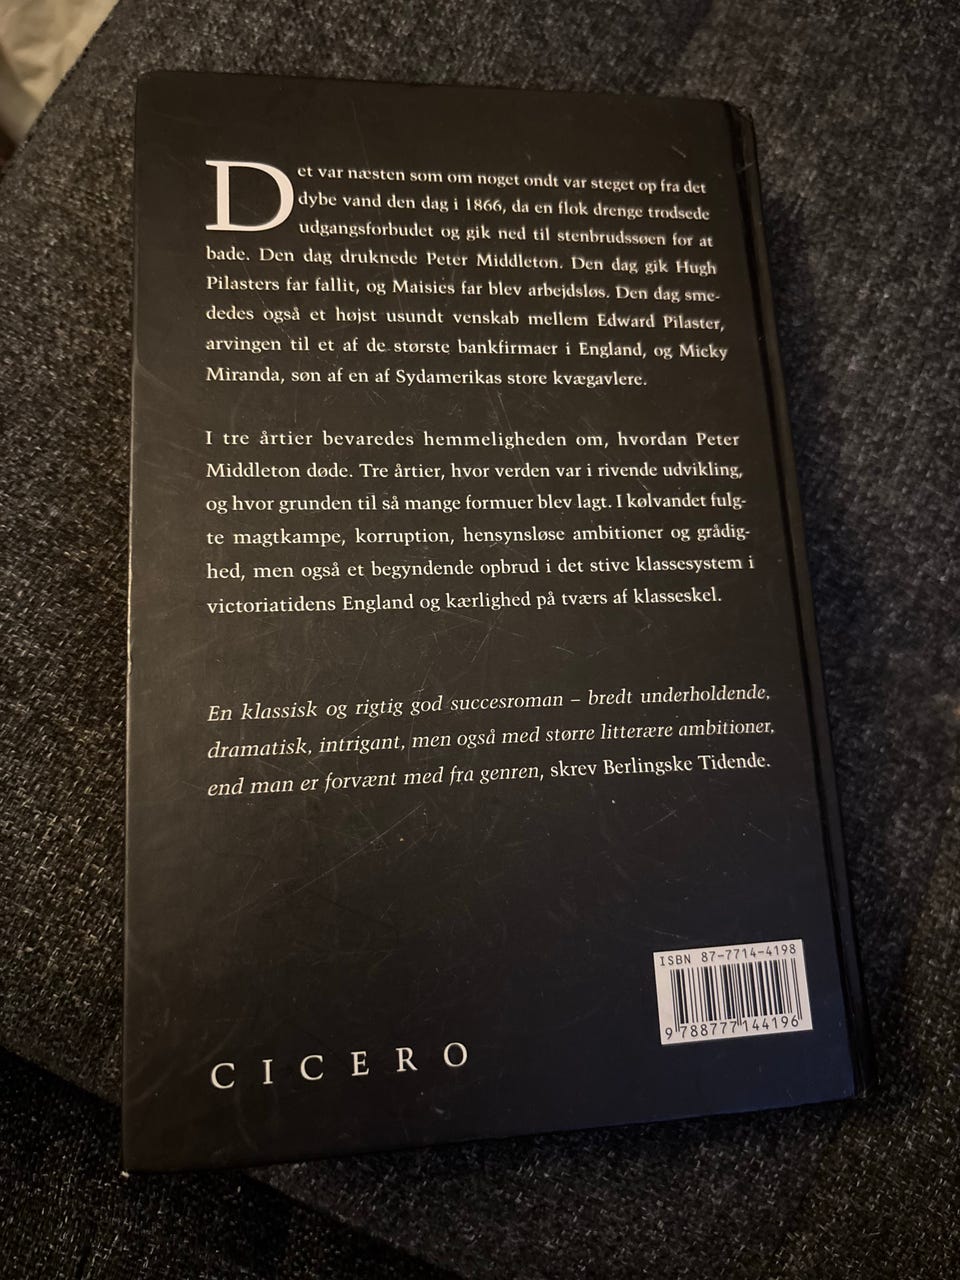 Det var næsten som om noget ondt var steget op fra det
dybe vand den dag i 1866, da en flok drenge trodsede
udgangsforbudet og gik ned til stenbrudssøen for at
bade. Den dag druknede Peter Middleton. Den dag gik Hugh
Pilasters far fallit, og Maisies far blev arbejdsløs. Den dag sme-
dedes også et højst usundt venskab mellem Edward Pilaster,
arvingen til et af de største bankfirmaer i England, og Micky
Miranda, søn af en af Sydamerikas store kvægavlere.
I tre årtier bevaredes hemmeligheden om, hvordan Peter
Middleton døde. Tre årtier, hvor verden var i rivende udvikling,
og hvor grunden til så mange formuer blev lagt. I kølvandet fulg-
te magtkampe, korruption, hensynsløse ambitioner og grådig-
hed, men også et begyndende opbrud i det stive klassesystem i
victoriatidens England og kærlighed på tværs af klasseskel.
En klassisk og rigtig god succesroman – bredt underholdende,
dramatisk, intrigant, men også med større litterære ambitioner,
end man er forvænt med fra genren, skrev Berlingske Tidende.
ISBN 87-7714-4198
9 788777 144196
CICERO